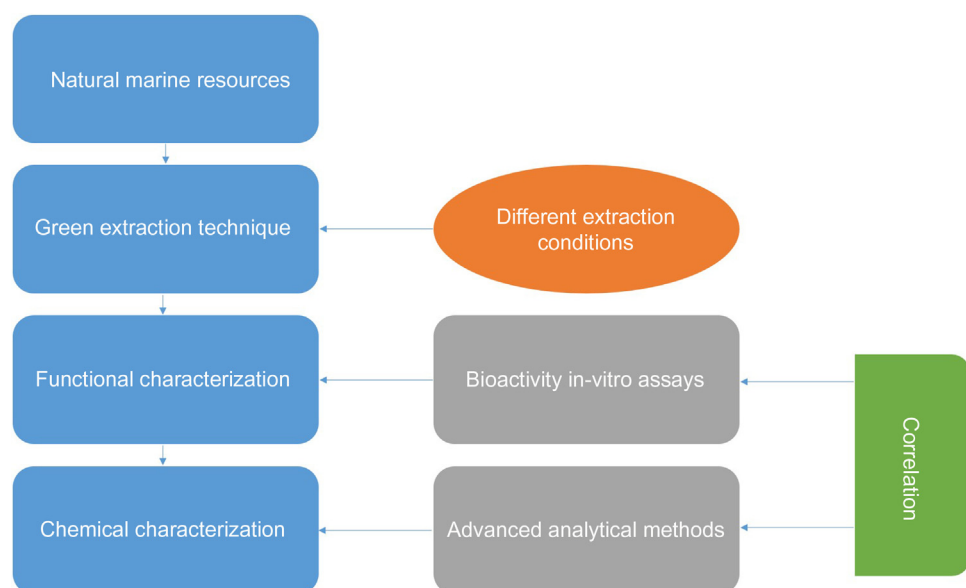 Natural marine resources
Green extraction technique
Different extraction
conditions
Functional characterization
Bioactivity in-vitro assays
Correlation
Chemical characterization
Advanced analytical methods